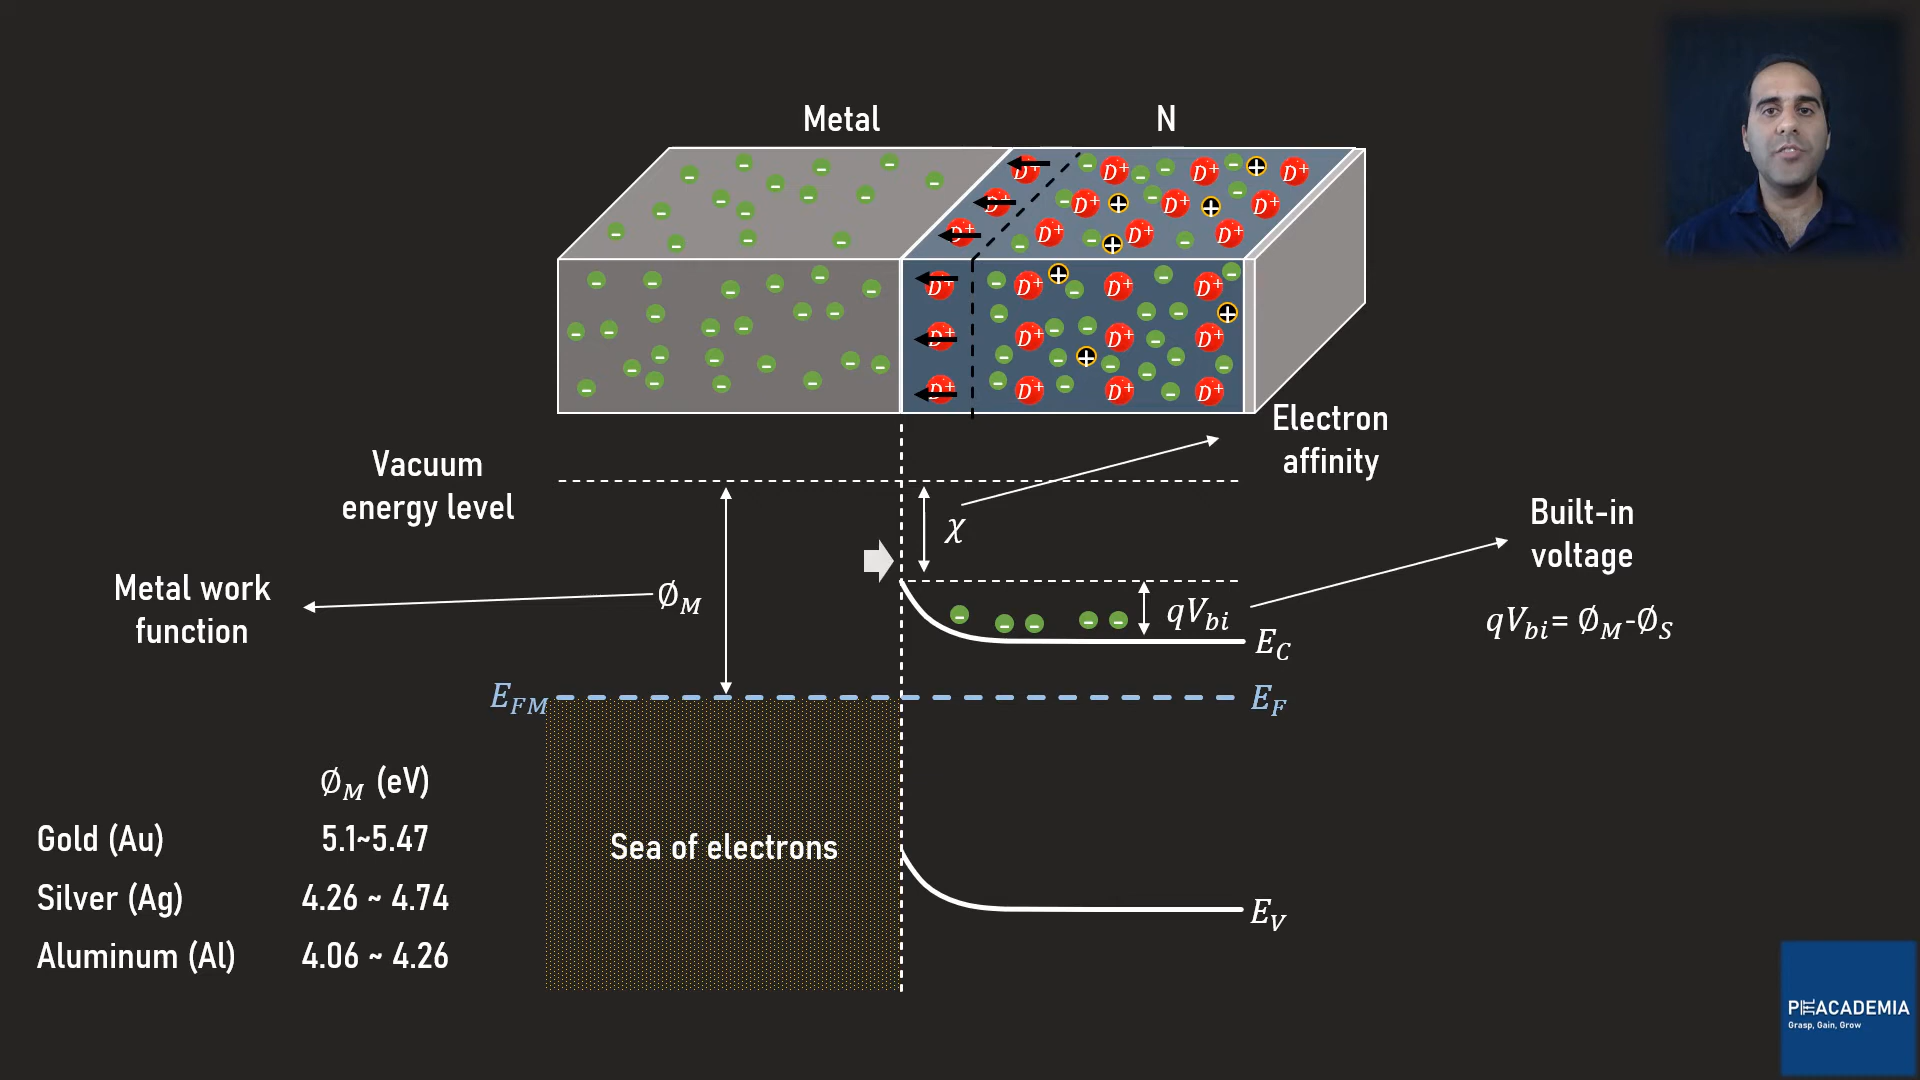 Metal
N
Vacuum
energy level
Electron
affinity
χ
Built-in
voltage
Metal work
function
∅M
qVbi
qVbi= ∅M-∅S
EC
EFM
EF
∅M (eV)
Gold (Au) 5.1~5.47
Silver (Ag) 4.26 ~ 4.74
Aluminum (Al) 4.06 ~ 4.26
Sea of electrons
EV
D+ D+ D+
D+ D+ D+ D+
D+ D+ D+ D+
D+ D+ D+ D+
D+ D+ D+ D+
D+ D+ D+ D+
Grasp, Gain, Grow